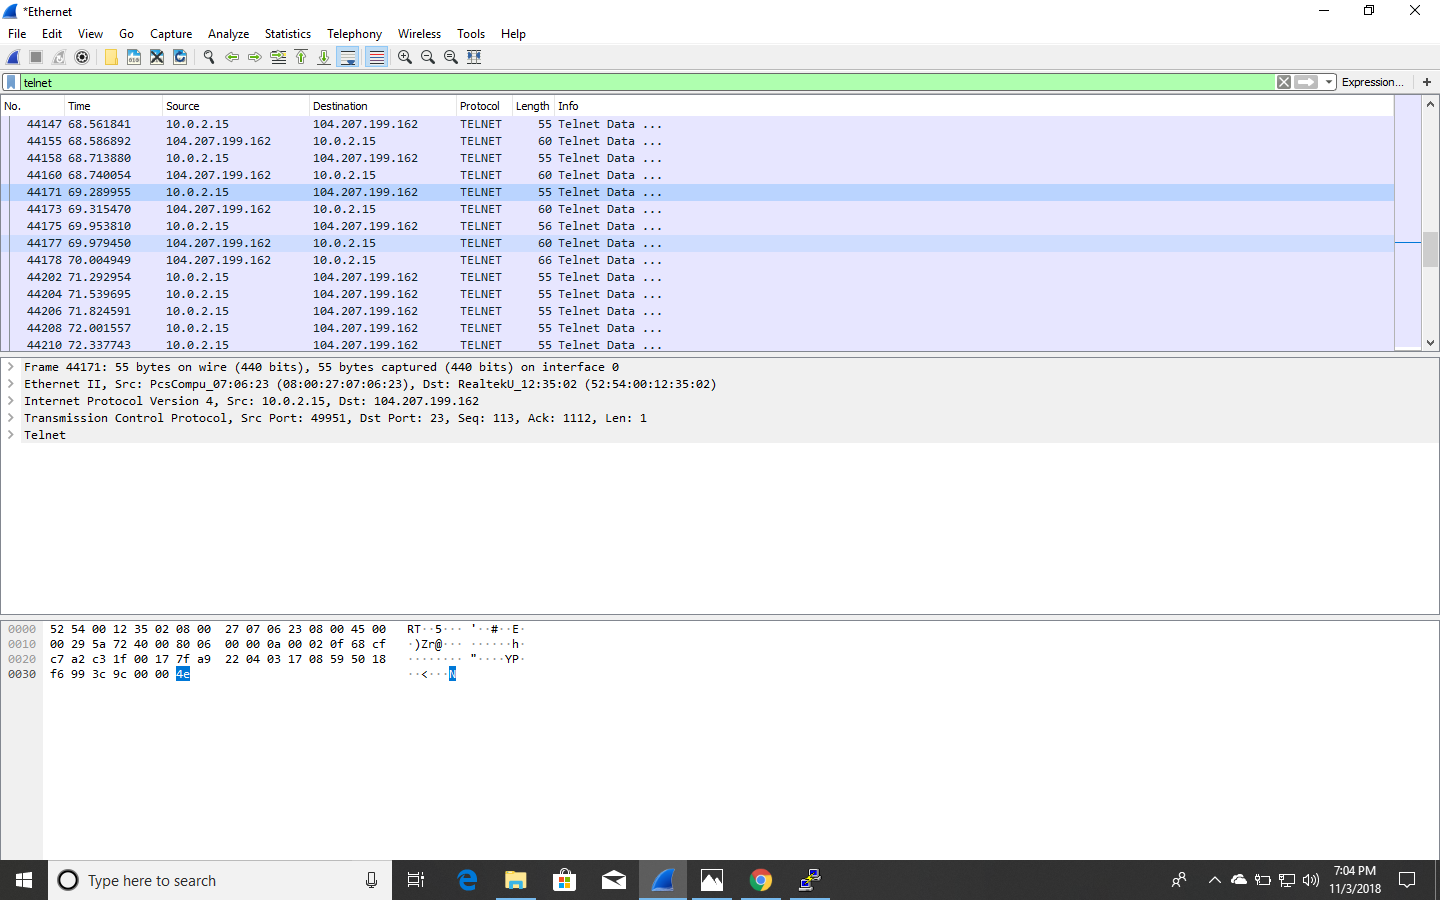 *Ethernet
File Edit View Go Capture Analyze Statistics Telephony Wireless Tools Help
telnet Expression... +
No. Time Source Destination Protocol Length Info
44147 68.561841 10.0.2.15 104.207.199.162 TELNET 55 Telnet Data ...
44155 68.586892 104.207.199.162 10.0.2.15 TELNET 60 Telnet Data ...
44158 68.713880 10.0.2.15 104.207.199.162 TELNET 55 Telnet Data ...
44160 68.740054 104.207.199.162 10.0.2.15 TELNET 60 Telnet Data ...
44171 69.289955 10.0.2.15 104.207.199.162 TELNET 55 Telnet Data ...
44173 69.315470 104.207.199.162 10.0.2.15 TELNET 60 Telnet Data ...
44175 69.953810 10.0.2.15 104.207.199.162 TELNET 56 Telnet Data ...
44177 69.979450 104.207.199.162 10.0.2.15 TELNET 60 Telnet Data ...
44178 70.004949 104.207.199.162 10.0.2.15 TELNET 66 Telnet Data ...
44202 71.292954 10.0.2.15 104.207.199.162 TELNET 55 Telnet Data ...
44204 71.539695 10.0.2.15 104.207.199.162 TELNET 55 Telnet Data ...
44206 71.824591 10.0.2.15 104.207.199.162 TELNET 55 Telnet Data ...
44208 72.001557 10.0.2.15 104.207.199.162 TELNET 55 Telnet Data ...
44210 72.337743 10.0.2.15 104.207.199.162 TELNET 55 Telnet Data ...
Frame 44171: 55 bytes on wire (440 bits), 55 bytes captured (440 bits) on interface 0
Ethernet II, Src: PcsCompu_07:06:23 (08:00:27:07:06:23), Dst: RealtekU_12:35:02 (52:54:00:12:35:02)
Internet Protocol Version 4, Src: 10.0.2.15, Dst: 104.207.199.162
Transmission Control Protocol, Src Port: 49951, Dst Port: 23, Seq: 113, Ack: 1112, Len: 1
Telnet
0000 52 54 00 12 35 02 08 00 27 07 06 23 08 00 45 00 RT··5··· '··#··E·
0010 00 29 5a 72 40 00 80 06 00 00 0a 00 02 0f 68 cf ·)Zr@··· ······h·
0020 c7 a2 c3 1f 00 17 7f a9 22 04 03 17 08 59 50 18 ········ "····YP·
0030 f6 99 3c 9c 00 00 4e ··<···N
Type here to search
7:04 PM
11/3/2018